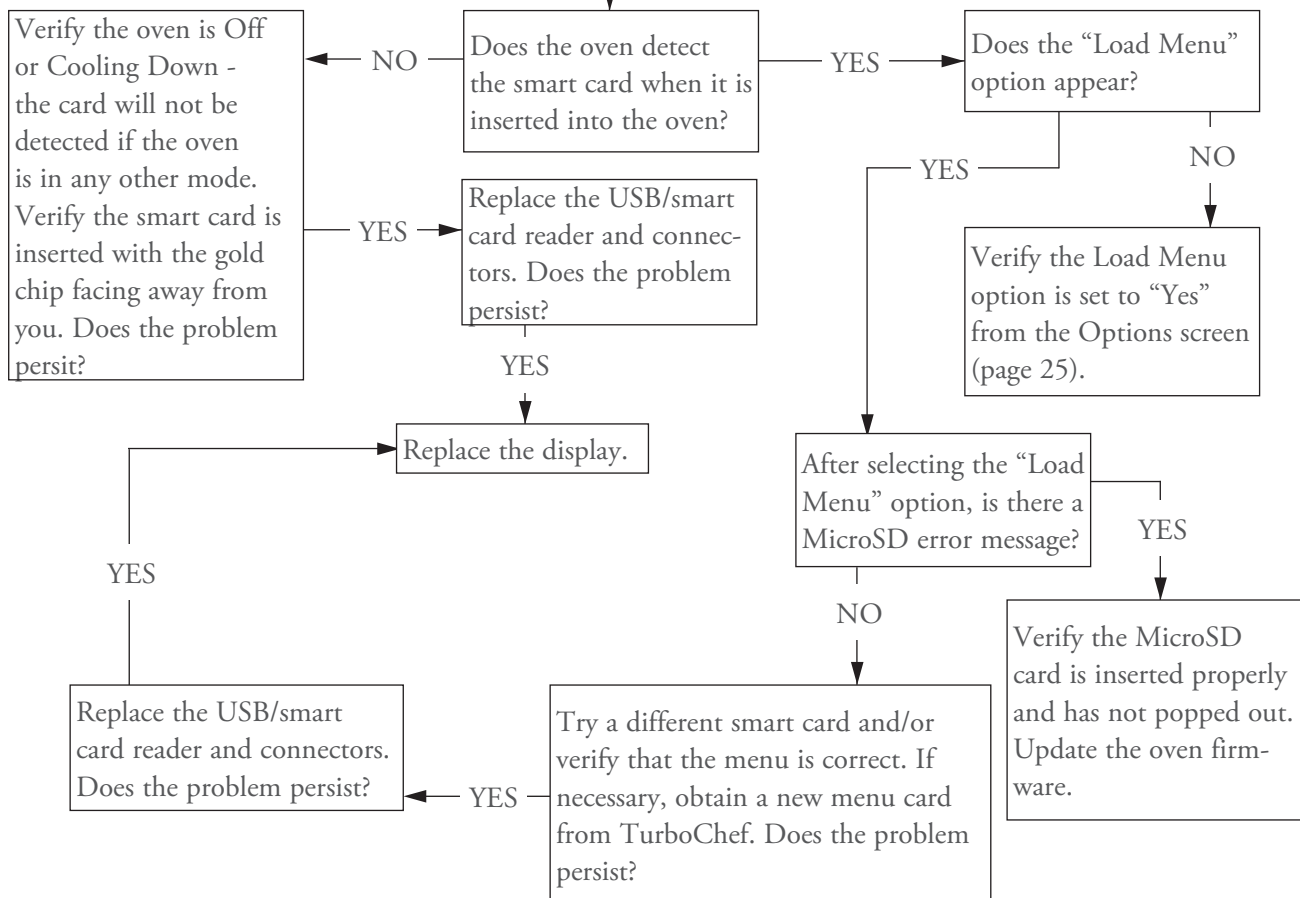 Verify the oven is Off
or Cooling Down -
the card will not be
detected if the oven
is in any other mode.
Verify the smart card is
inserted with the gold
chip facing away from
you. Does the problem
persit?
NO
Does the oven detect
the smart card when it is
inserted into the oven?
YES
Does the “Load Menu”
option appear?
YES
NO
YES
Replace the USB/smart
card reader and connec-
tors. Does the problem
persist?
Verify the Load Menu
option is set to “Yes”
from the Options screen
(page 25).
YES
Replace the display.
After selecting the “Load
Menu” option, is there a
MicroSD error message?
YES
YES
NO
Verify the MicroSD
card is inserted properly
and has not popped out.
Update the oven firm-
ware.
Replace the USB/smart
card reader and connectors.
Does the problem persist?
YES
Try a different smart card and/or
verify that the menu is correct. If
necessary, obtain a new menu card
from TurboChef. Does the problem
persist?